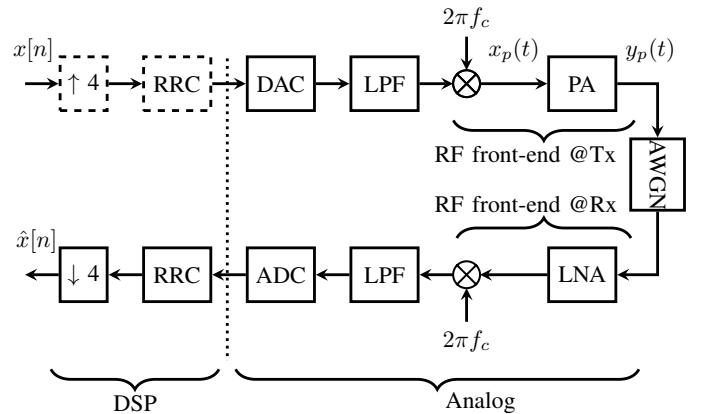 2πf_c
x[n] x_p(t) y_p(t)
↑ 4 RRC DAC LPF PA
RF front-end @Tx
AWGN
RF front-end @Rx
x̂[n]
↓ 4 RRC ADC LPF LNA
2πf_c
DSP Analog